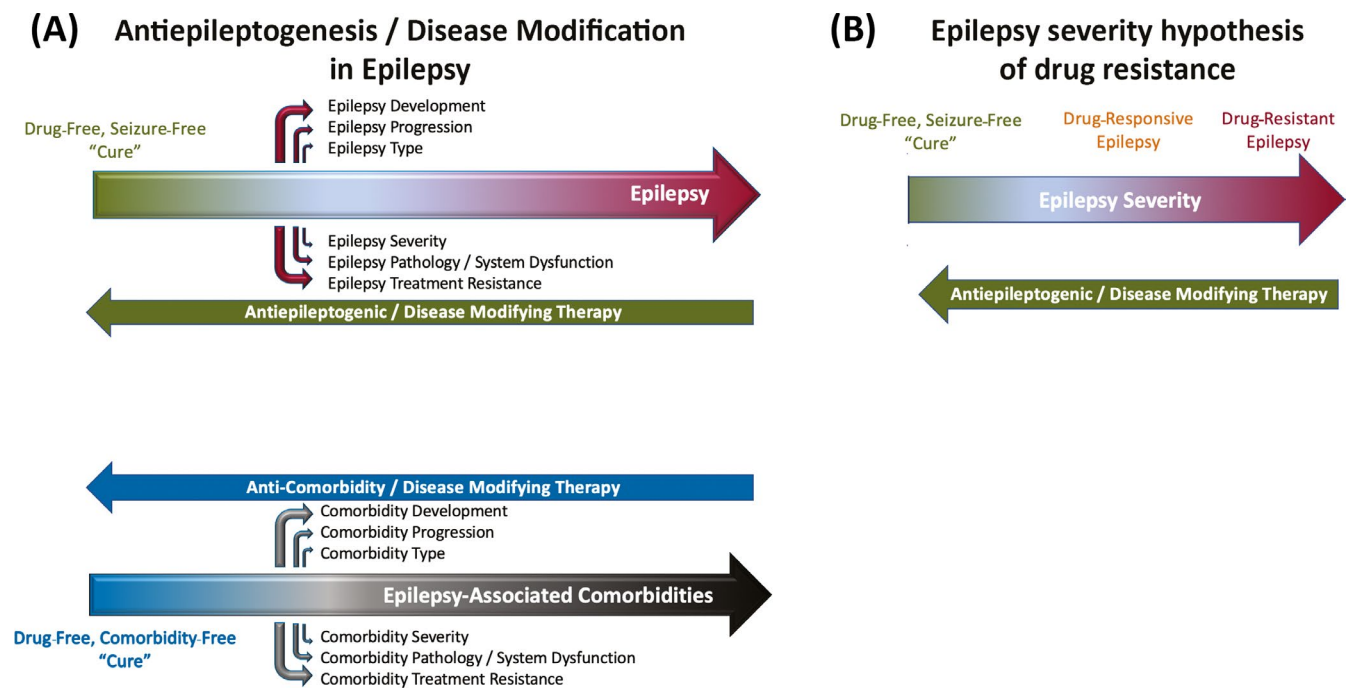 (A) Antiepileptogenesis / Disease Modification
in Epilepsy
Drug-Free, Seizure-Free
“Cure”
Epilepsy Development
Epilepsy Progression
Epilepsy Type
Epilepsy
Epilepsy Severity
Epilepsy Pathology / System Dysfunction
Epilepsy Treatment Resistance
Antiepileptogenic / Disease Modifying Therapy
Anti-Comorbidity / Disease Modifying Therapy
Comorbidity Development
Comorbidity Progression
Comorbidity Type
Epilepsy-Associated Comorbidities
Drug-Free, Comorbidity-Free
“Cure”
Comorbidity Severity
Comorbidity Pathology / System Dysfunction
Comorbidity Treatment Resistance
(B) Epilepsy severity hypothesis
of drug resistance
Drug-Free, Seizure-Free
“Cure”
Drug-Responsive
Epilepsy
Drug-Resistant
Epilepsy
Epilepsy Severity
Antiepileptogenic / Disease Modifying Therapy